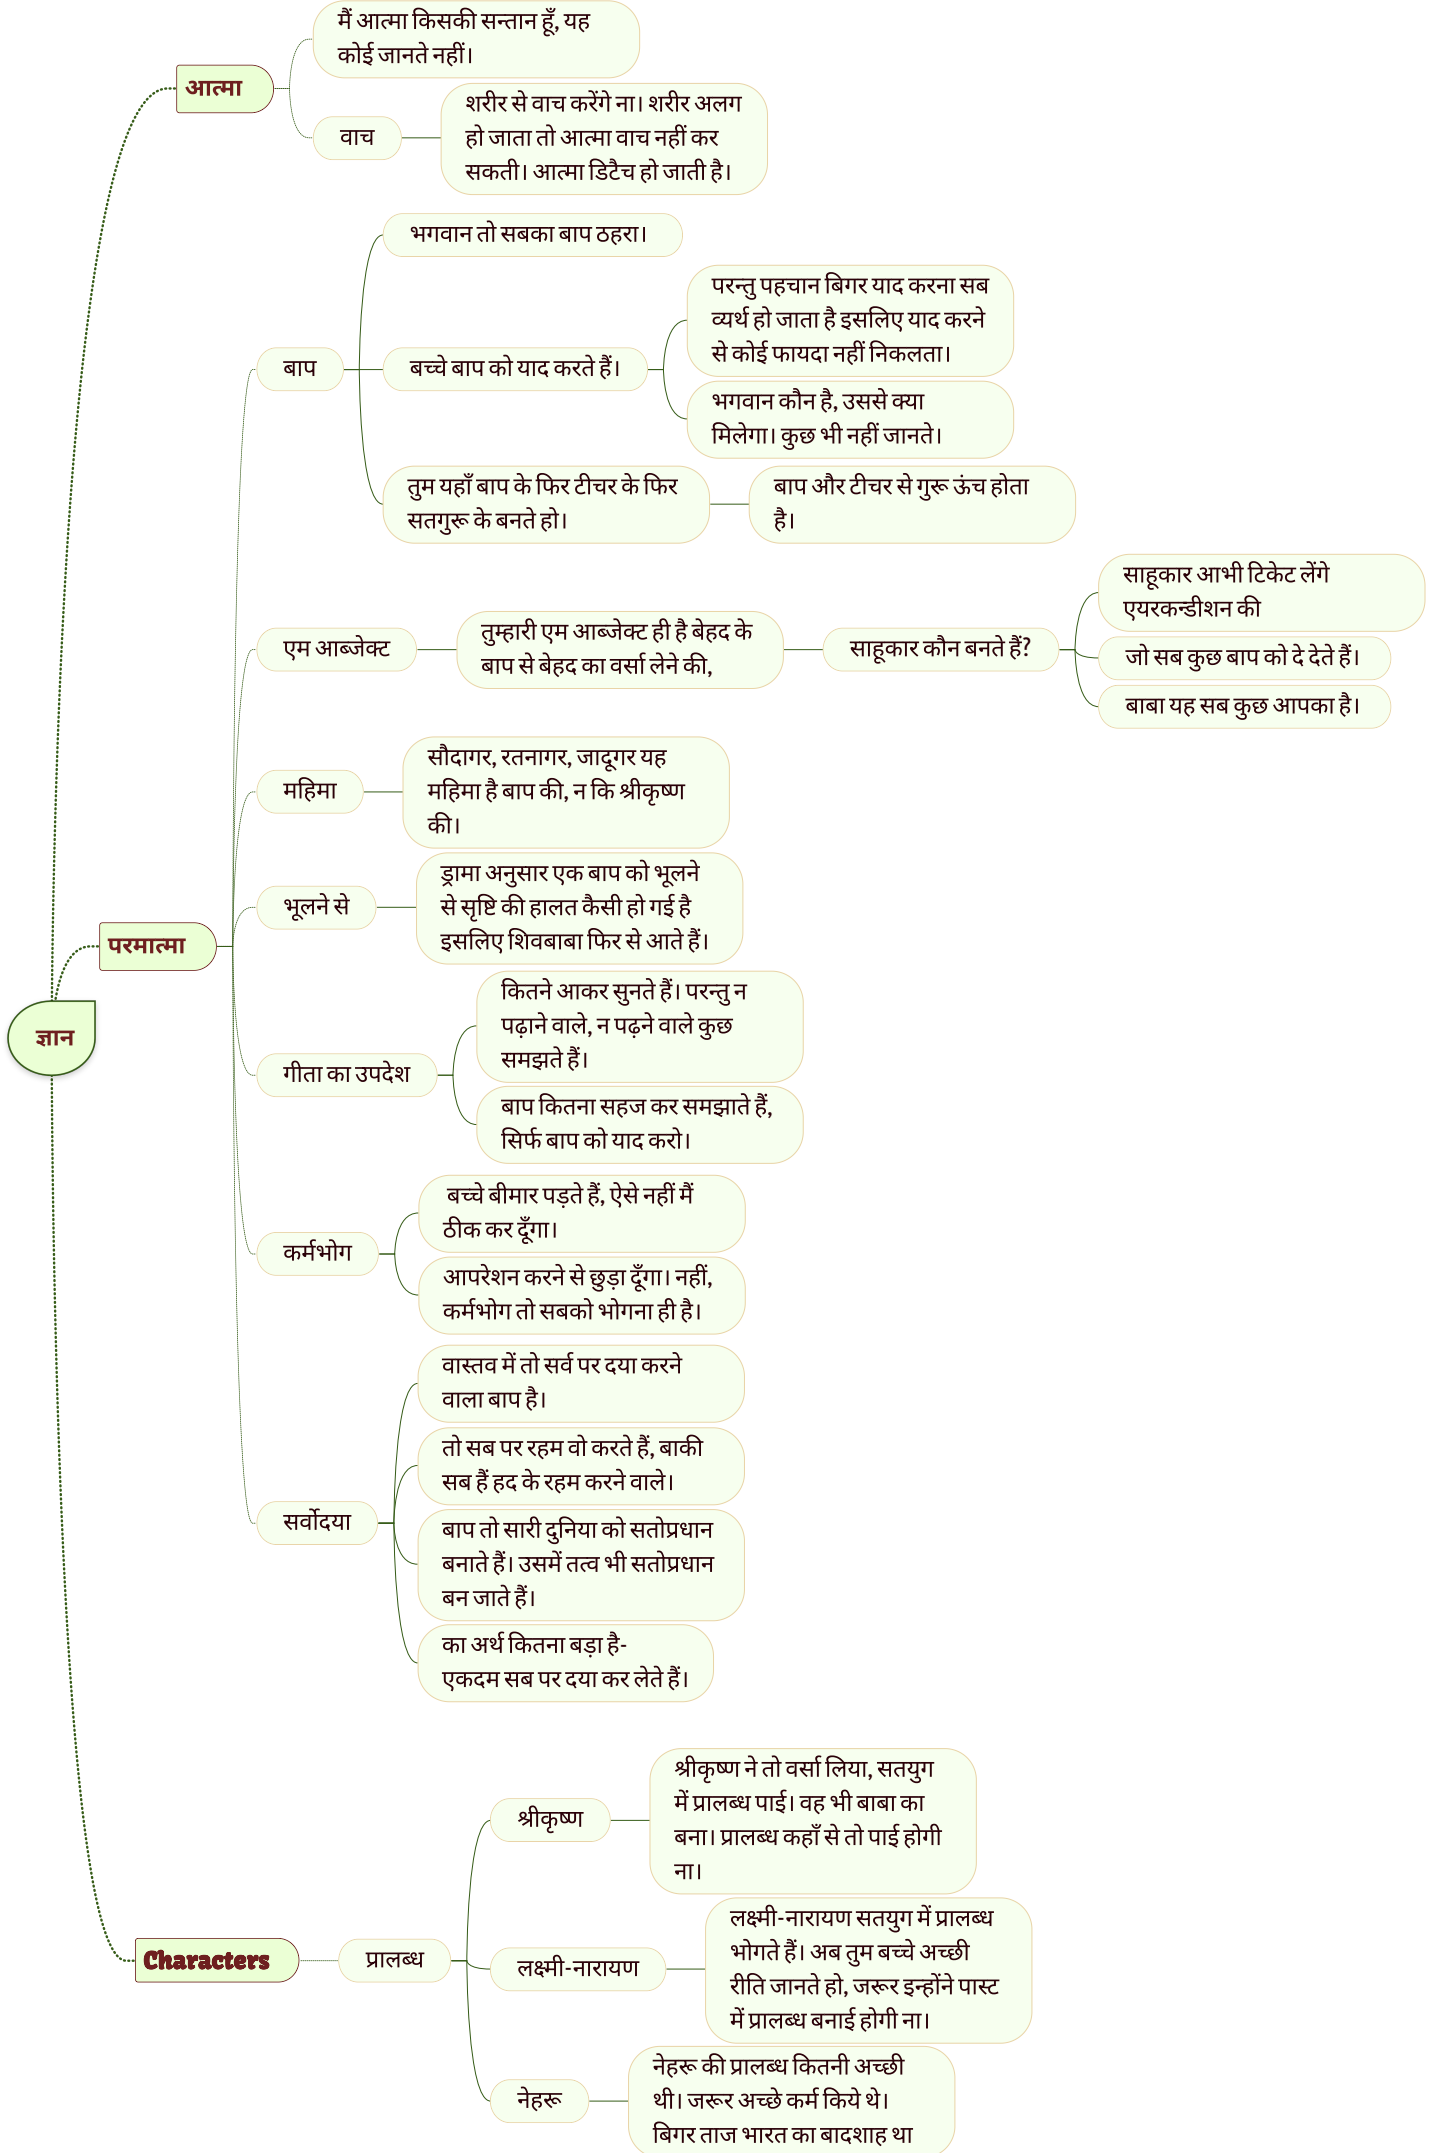 मैं आत्मा किसकी सन्तान हूँ, यह
कोई जानते नहीं।
आत्मा
वाच
शरीर से वाच करेंगे ना। शरीर अलग
हो जाता तो आत्मा वाच नहीं कर
सकती। आत्मा डिटैच हो जाती है।
भगवान तो सबका बाप ठहरा।
परन्तु पहचान बिगर याद करना सब
व्यर्थ हो जाता है इसलिए याद करने
से कोई फायदा नहीं निकलता।
बाप
बच्चे बाप को याद करते हैं।
भगवान कौन है, उससे क्या
मिलेगा। कुछ भी नहीं जानते।
तुम यहाँ बाप के फिर टीचर के फिर
सतगुरू के बनते हो।
बाप और टीचर से गुरू ऊंच होता
है।
एम आब्जेक्ट
तुम्हारी एम आब्जेक्ट ही है बेहद के
बाप से बेहद का वर्सा लेने की,
साहूकार कौन बनते हैं?
साहूकार आभी टिकेट लेंगे
एयरकन्डीशन की
जो सब कुछ बाप को दे देते हैं।
बाबा यह सब कुछ आपका है।
महिमा
सौदागर, रतनागर, जादूगर यह
महिमा है बाप की, न कि श्रीकृष्ण
की।
भूलने से
ड्रामा अनुसार एक बाप को भूलने
से सृष्टि की हालत कैसी हो गई है
इसलिए शिवबाबा फिर से आते हैं।
परमात्मा
ज्ञान
गीता का उपदेश
कितने आकर सुनते हैं। परन्तु न
पढ़ाने वाले, न पढ़ने वाले कुछ
समझते हैं।
बाप कितना सहज कर समझाते हैं,
सिर्फ बाप को याद करो।
कर्मभोग
बच्चे बीमार पड़ते हैं, ऐसे नहीं मैं
ठीक कर दूँगा।
आपरेशन करने से छुड़ा दूँगा। नहीं,
कर्मभोग तो सबको भोगना ही है।
सर्वोदया
वास्तव में तो सर्व पर दया करने
वाला बाप है।
तो सब पर रहम वो करते हैं, बाकी
सब हैं हद के रहम करने वाले।
बाप तो सारी दुनिया को सतोप्रधान
बनाते हैं। उसमें तत्व भी सतोप्रधान
बन जाते हैं।
का अर्थ कितना बड़ा है-
एकदम सब पर दया कर लेते हैं।
Characters
प्रालब्ध
श्रीकृष्ण
श्रीकृष्ण ने तो वर्सा लिया, सतयुग
में प्रालब्ध पाई। वह भी बाबा का
बना। प्रालब्ध कहाँ से तो पाई होगी
ना।
लक्ष्मी-नारायण
लक्ष्मी-नारायण सतयुग में प्रालब्ध
भोगते हैं। अब तुम बच्चे अच्छी
रीति जानते हो, जरूर इन्होंने पास्ट
में प्रालब्ध बनाई होगी ना।
नेहरू
नेहरू की प्रालब्ध कितनी अच्छी
थी। जरूर अच्छे कर्म किये थे।
बिगर ताज भारत का बादशाह था